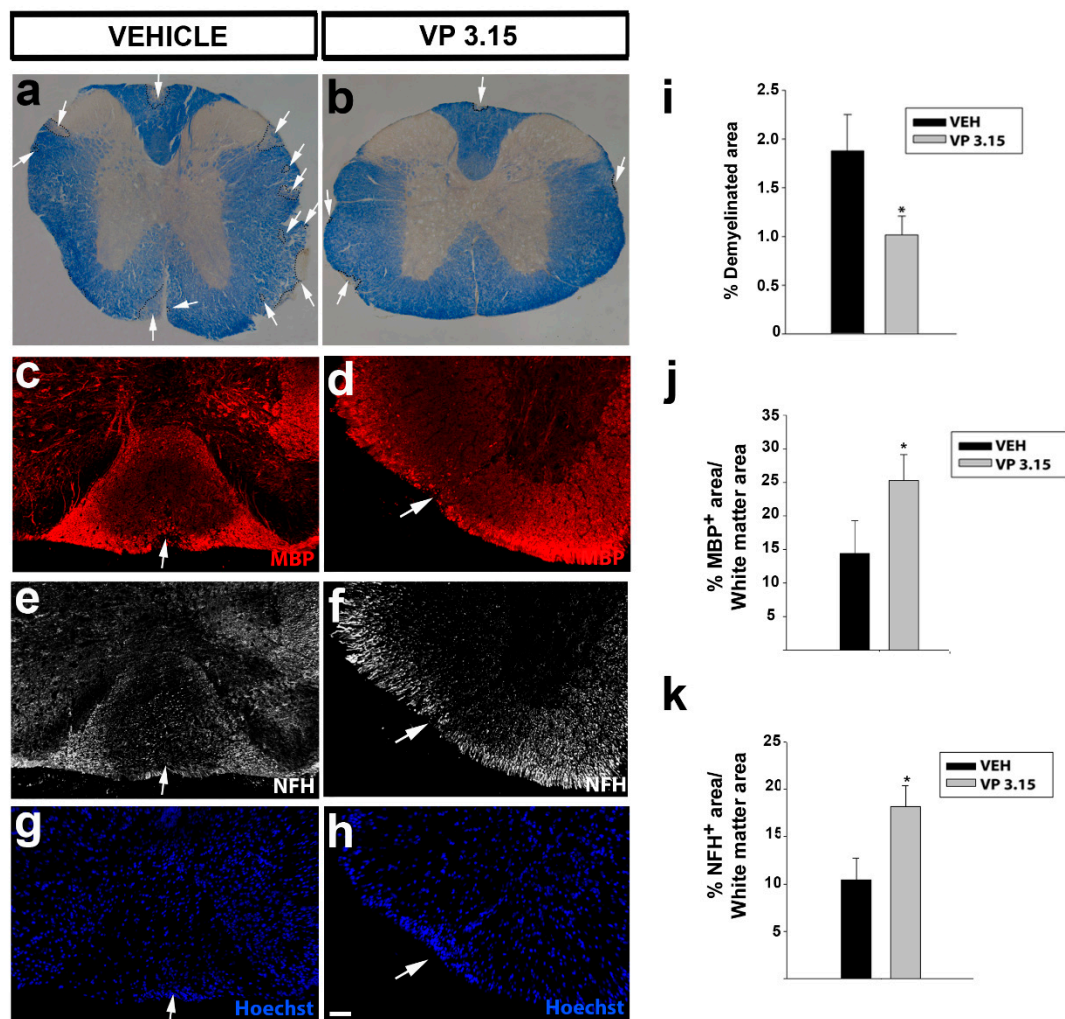 VEHICLE
VP 3.15
a
b
c
MBP
d
MBP
e
NFH
f
NFH
g
Hoechst
h
Hoechst
i
% Demyelinated area
2.5
2.0
1.5
1.0
0.5
0
VEH
VP 3.15
*
j
% MBP+ area/
White matter area
35
30
25
20
15
10
5
VEH
VP 3.15
*
k
% NFH+ area/
White matter area
25
20
15
10
5
VEH
VP 3.15
*